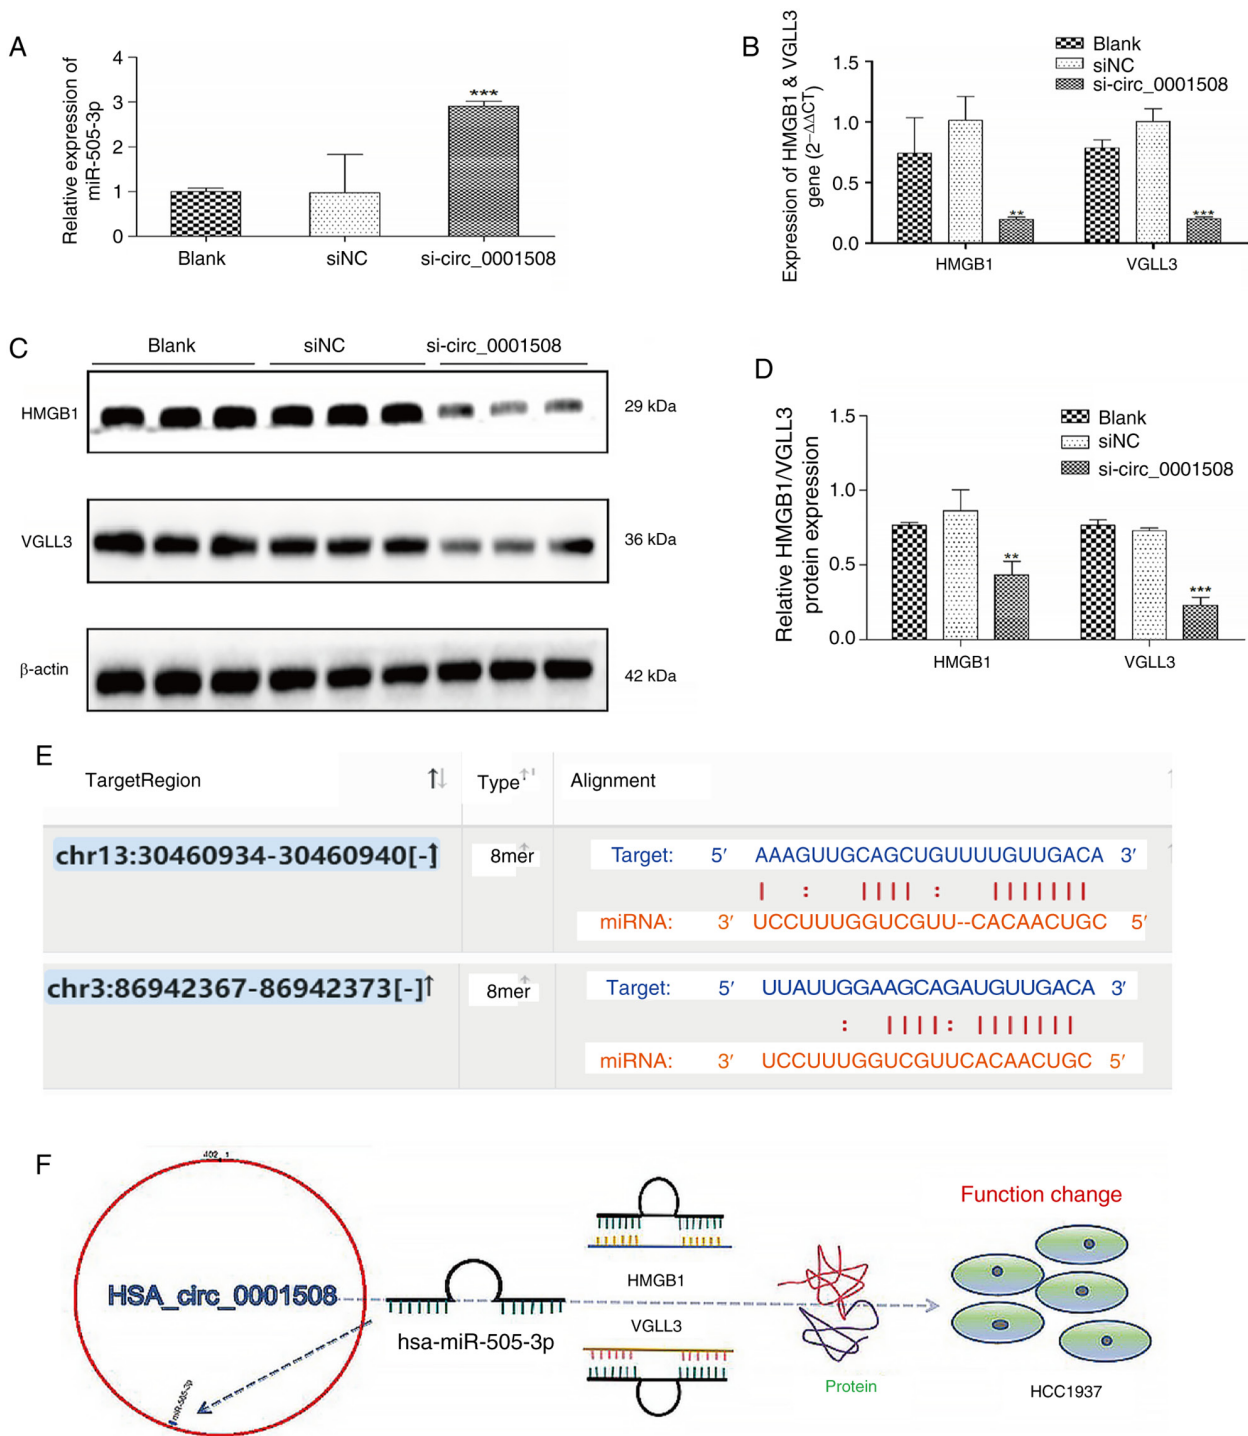 A
Relative expression of
miR-505-3p
4
3
2
1
0
***
Blank
siNC
si-circ_0001508
B
Expression of HMGB1 & VGLL3
gene (2−ΔΔCT)
1.5
1.0
0.5
0.0
Blank
siNC
si-circ_0001508
**
***
HMGB1
VGLL3
C
Blank
siNC
si-circ_0001508
HMGB1
29 kDa
VGLL3
36 kDa
β-actin
42 kDa
D
Relative HMGB1/VGLL3
protein expression
1.5
1.0
0.5
0.0
Blank
siNC
si-circ_0001508
**
***
HMGB1
VGLL3
E
TargetRegion
Type
Alignment
chr13:30460934-30460940[-]
8mer
Target: 5′ AAAGUUGCAGCUGUUUUGUUGACA 3′
miRNA: 3′ UCCUUUGGUCGUU--CACAACUGC 5′
chr3:86942367-86942373[-]
8mer
Target: 5′ UUAUUGGAAGCAGAUGUUGACA 3′
miRNA: 3′ UCCUUUGGUCGUUCACAACUGC 5′
F
402 1
HSA_circ_0001508
miR-505-3p
hsa-miR-505-3p
HMGB1
VGLL3
Protein
Function change
HCC1937